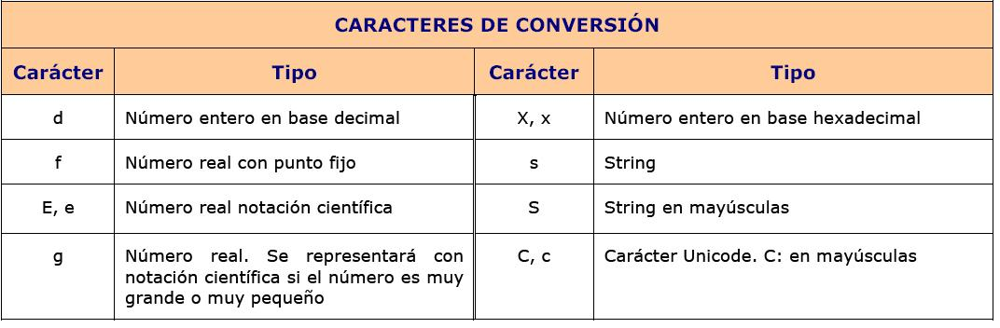 CARACTERES DE CONVERSIÓN
Carácter Tipo Carácter Tipo
d Número entero en base decimal X, x Número entero en base hexadecimal
f Número real con punto fijo s String
E, e Número real notación científica S String en mayúsculas
g Número real. Se representará con C, c Carácter Unicode. C: en mayúsculas
notación científica si el número es muy
grande o muy pequeño